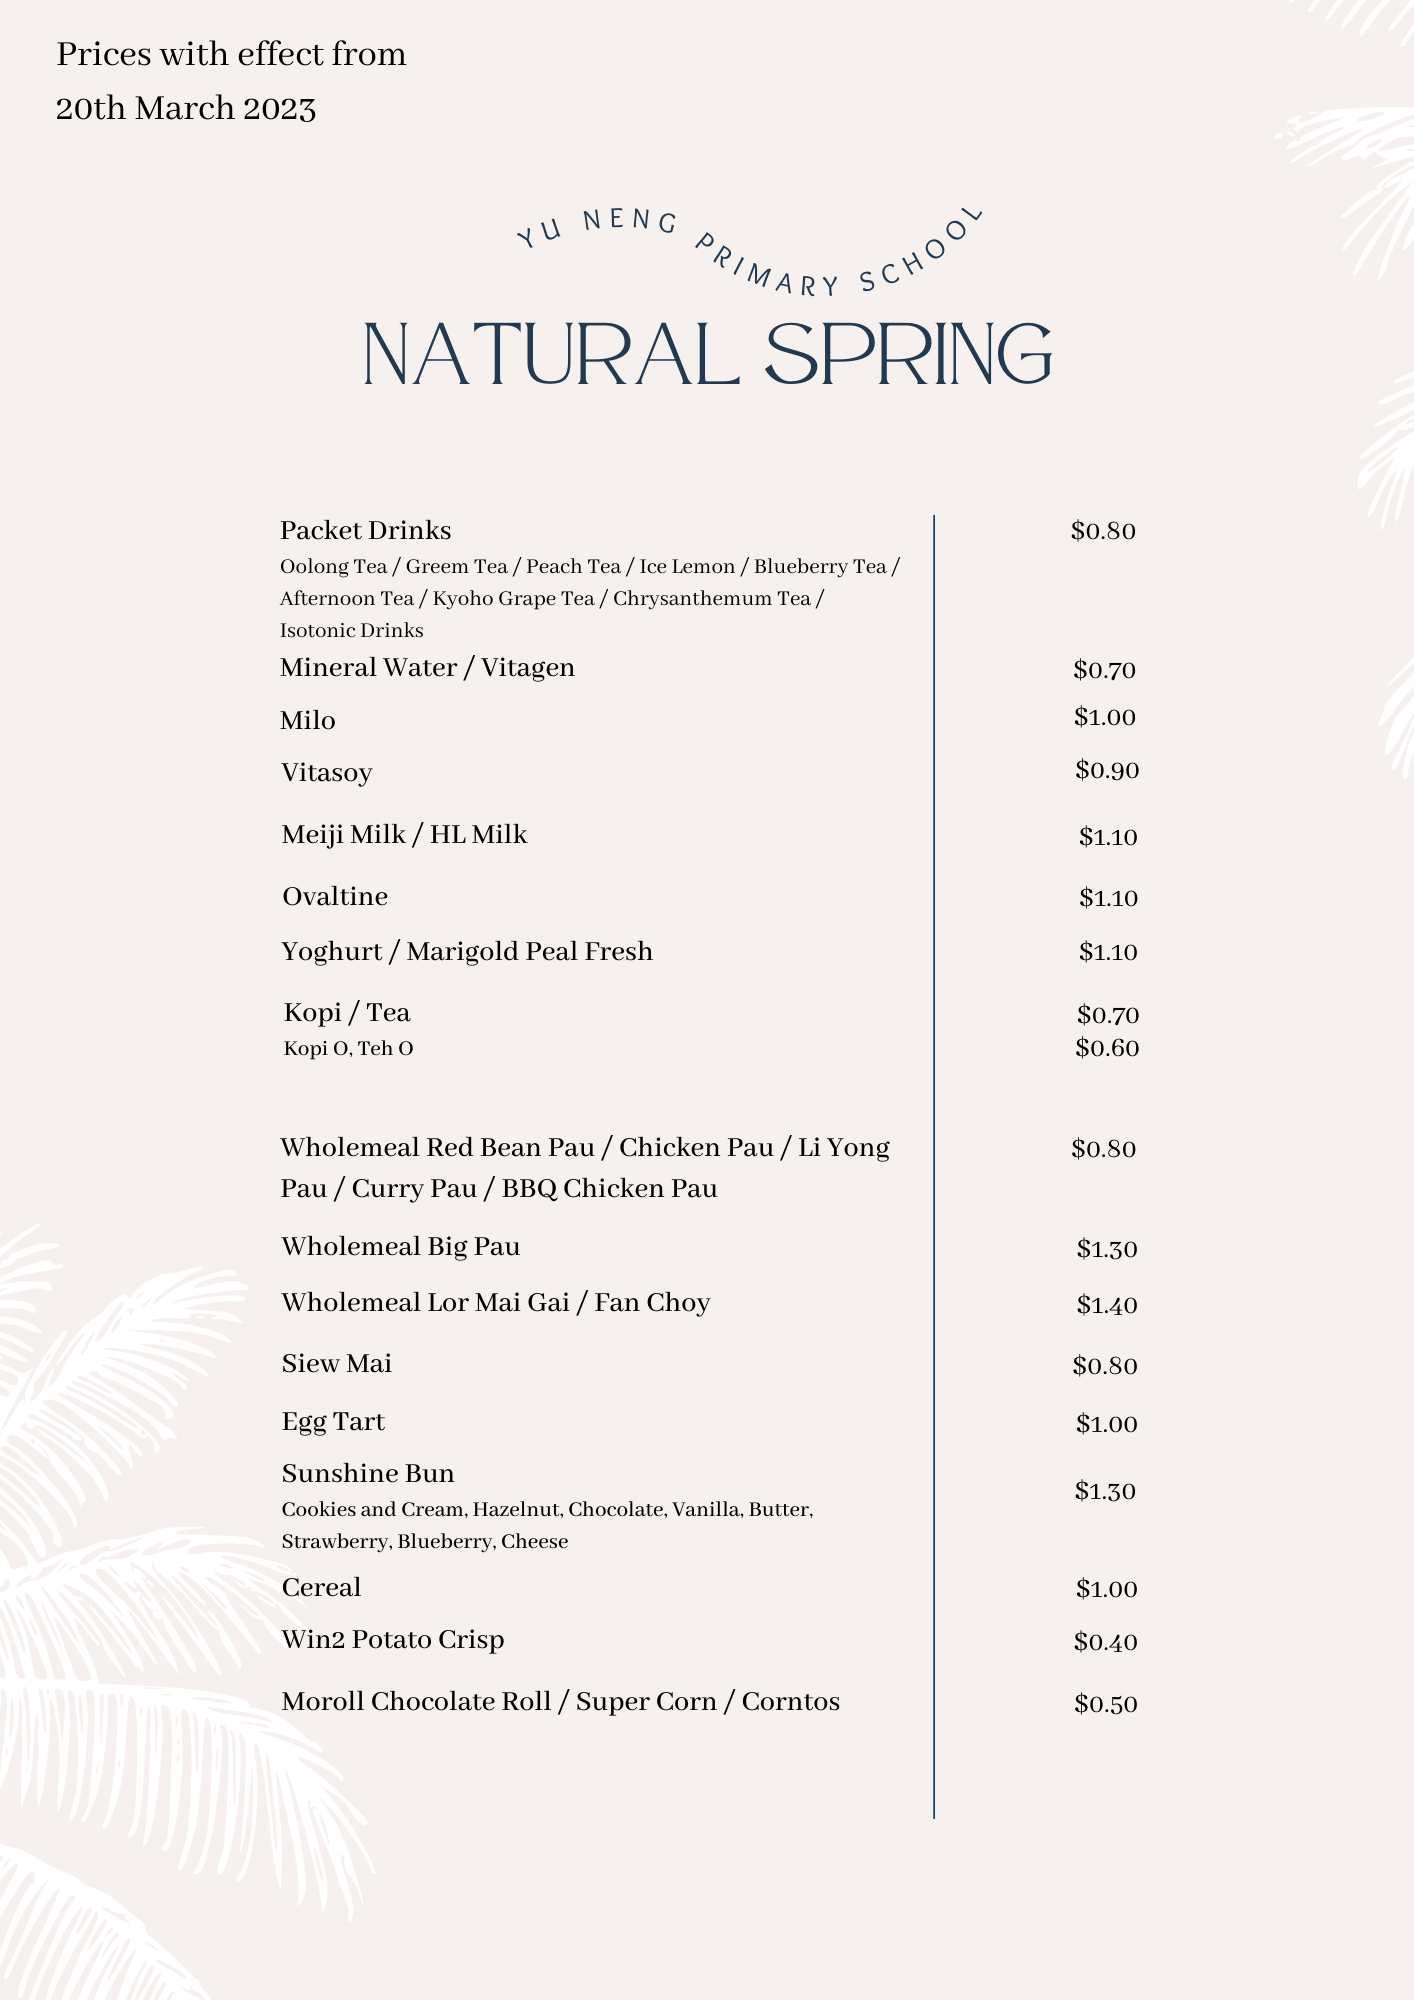 Prices with effect from
20th March 2023
YU NENG PRIMARY SCHOOL
NATURAL SPRING
Packet Drinks $0.80
Oolong Tea / Greem Tea / Peach Tea / Ice Lemon / Blueberry Tea /
Afternoon Tea / Kyoho Grape Tea / Chrysanthemum Tea /
Isotonic Drinks
Mineral Water / Vitagen $0.70
Milo $1.00
Vitasoy $0.90
Meiji Milk / HL Milk $1.10
Ovaltine $1.10
Yoghurt / Marigold Peal Fresh $1.10
Kopi / Tea $0.70
Kopi O, Teh O $0.60
Wholemeal Red Bean Pau / Chicken Pau / Li Yong $0.80
Pau / Curry Pau / BBQ Chicken Pau
Wholemeal Big Pau $1.30
Wholemeal Lor Mai Gai / Fan Choy $1.40
Siew Mai $0.80
Egg Tart $1.00
Sunshine Bun $1.30
Cookies and Cream, Hazelnut, Chocolate, Vanilla, Butter,
Strawberry, Blueberry, Cheese
Cereal $1.00
Win2 Potato Crisp $0.40
Moroll Chocolate Roll / Super Corn / Corntos $0.50